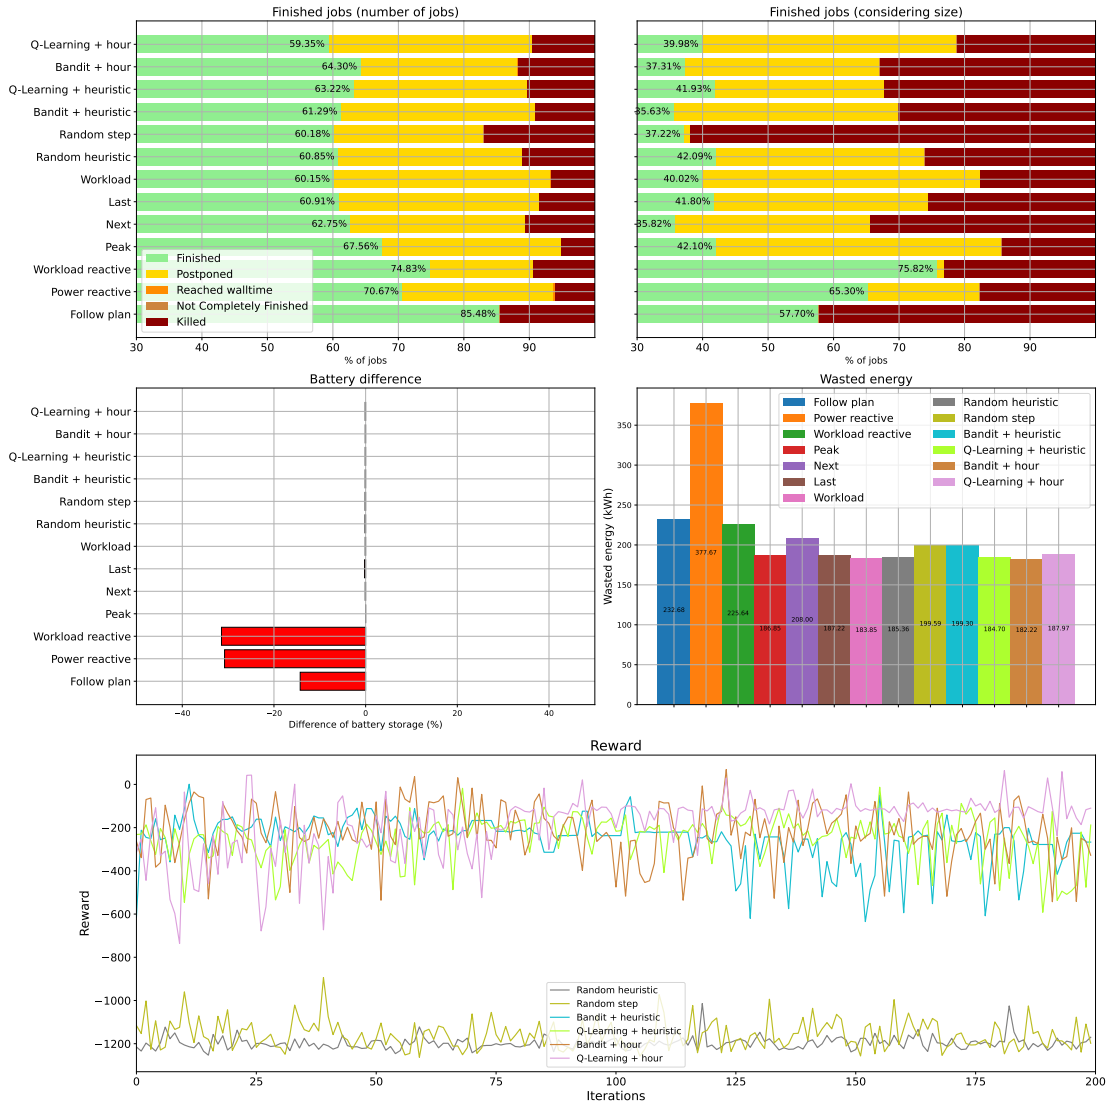 Finished jobs (number of jobs)
Q-Learning + hour
59.35%
Bandit + hour
64.30%
Q-Learning + heuristic
63.22%
Bandit + heuristic
61.29%
Random step
60.18%
Random heuristic
60.85%
Workload
60.15%
Last
60.91%
Next
62.75%
Peak
67.56%
Workload reactive
74.83%
Power reactive
70.67%
Follow plan
85.48%
Finished
Postponed
Reached walltime
Not Completely Finished
Killed
30 40 50 60 70 80 90
% of jobs
Finished jobs (considering size)
39.98%
37.31%
41.93%
35.63%
37.22%
42.09%
40.02%
41.80%
35.82%
42.10%
75.82%
65.30%
57.70%
30 40 50 60 70 80 90
% of jobs
Battery difference
Q-Learning + hour
Bandit + hour
Q-Learning + heuristic
Bandit + heuristic
Random step
Random heuristic
Workload
Last
Next
Peak
Workload reactive
Power reactive
Follow plan
−40 −20 0 20 40
Difference of battery storage (%)
Wasted energy
Wasted energy (kWh)
350
300
250
200
150
100
50
0
Follow plan
Power reactive
Workload reactive
Peak
Next
Last
Workload
Random heuristic
Random step
Bandit + heuristic
Q-Learning + heuristic
Bandit + hour
Q-Learning + hour
232.68
377.67
225.64
186.85
208.00
187.22
183.85
185.36
199.59
199.30
184.70
182.22
187.97
Reward
Reward
0
−200
−400
−600
−800
−1000
−1200
Random heuristic
Random step
Bandit + heuristic
Q-Learning + heuristic
Bandit + hour
Q-Learning + hour
0 25 50 75 100 125 150 175 200
Iterations